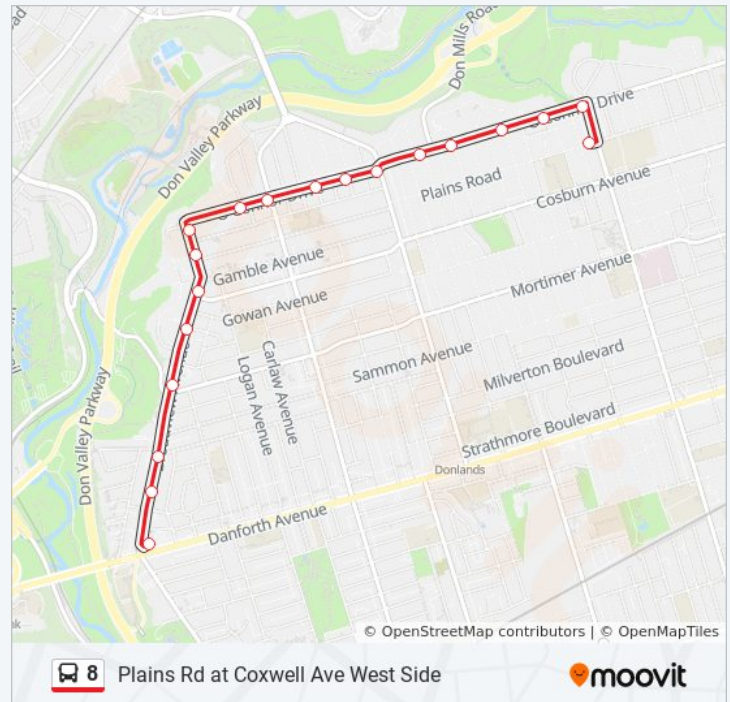 Don Mills Road
Don Valley Parkway
Drive
Plains Road
Cosburn Avenue
Gamble Avenue
Mortimer Avenue
Gowan Avenue
Sammon Avenue
Carlaw Avenue
Logan Avenue
Milverton Boulevard
Don Valley Parkway
Strathmore Boulevard
Donlands
Danforth Avenue
© OpenStreetMap contributors | © OpenMapTiles
8 Plains Rd at Coxwell Ave West Side
moovit